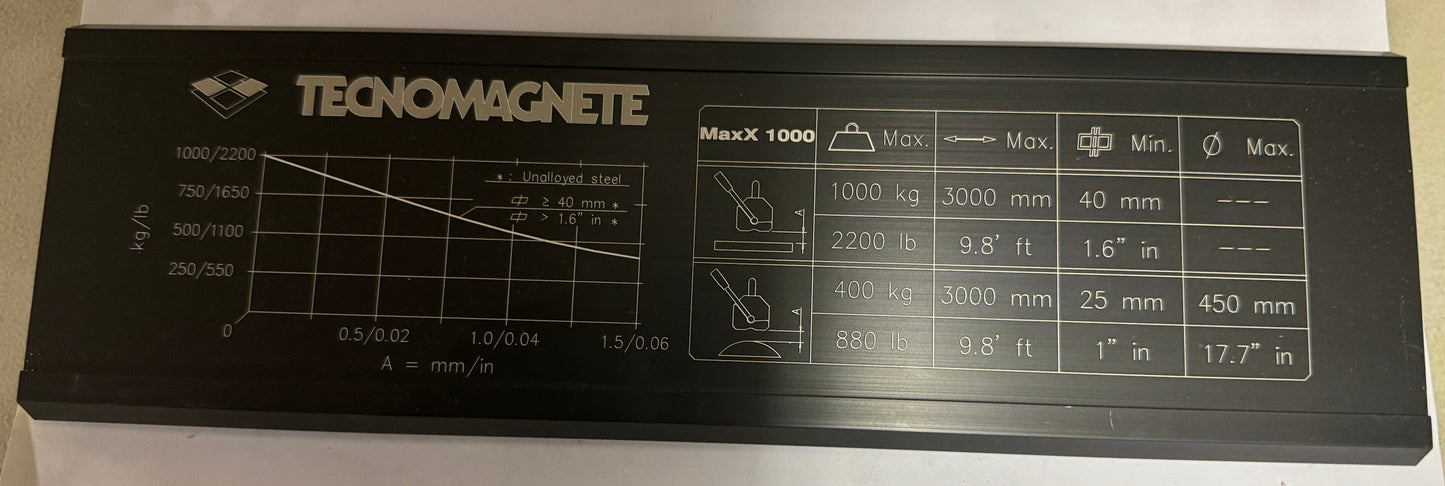 TECNOMAGNETE
kg/lb
1000/2200
750/1650
500/1100
250/550
0
0.5/0.02
1.0/0.04
1.5/0.06
A = mm/in
*: Unalloyed steel
≥ 40 mm *
> 1.6" in *
MaxX 1000 Max. Max. Min. Ø Max.
A
1000 kg 3000 mm 40 mm ---
2200 lb 9.8' ft 1.6" in ---
A
400 kg 3000 mm 25 mm 450 mm
880 lb 9.8' ft 1" in 17.7" in